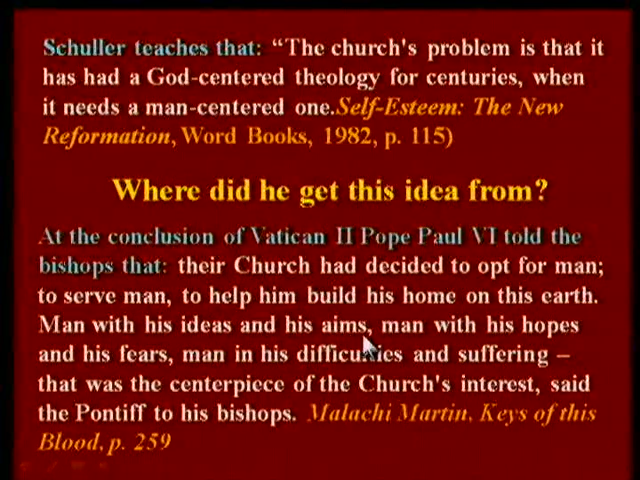 Schuller teaches that: “The church's problem is that it
has had a God-centered theology for centuries, when
it needs a man-centered one.Self-Esteem: The New
Reformation, Word Books, 1982, p. 115)
Where did he get this idea from?
At the conclusion of Vatican II Pope Paul VI told the
bishops that: their Church had decided to opt for man;
to serve man, to help him build his home on this earth.
Man with his ideas and his aims, man with his hopes
and his fears, man in his difficulties and suffering –
that was the centerpiece of the Church's interest, said
the Pontiff to his bishops. Malachi Martin, Keys of this
Blood, p. 259